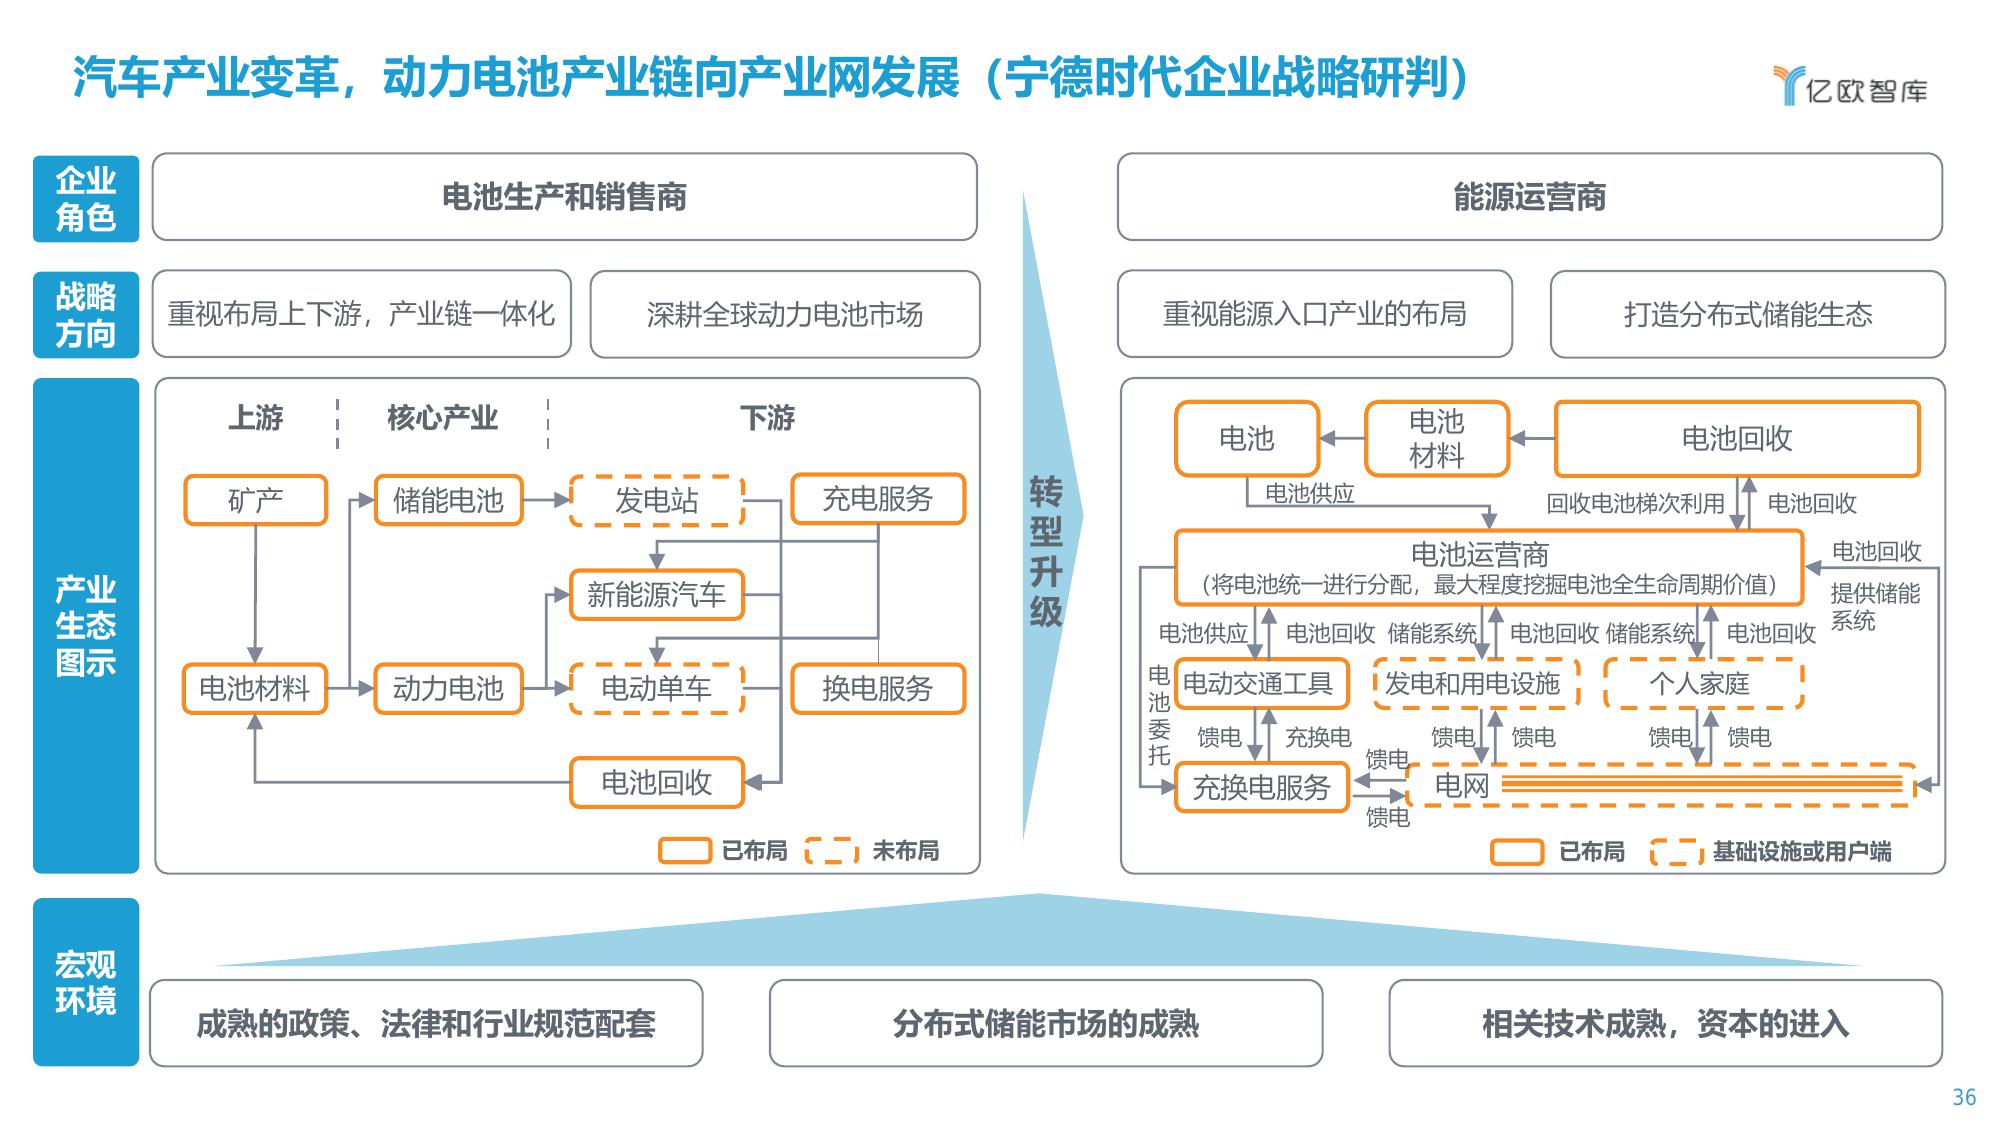 汽车产业变革，动力电池产业链向产业网发展（宁德时代企业战略研判）
亿欧智库
企业
角色
电池生产和销售商
能源运营商
战略
方向
重视布局上下游，产业链一体化
深耕全球动力电池市场
重视能源入口产业的布局
打造分布式储能生态
产业
生态
图示
上游
核心产业
下游
矿产
储能电池
发电站
充电服务
新能源汽车
电池材料
动力电池
电动单车
换电服务
电池回收
已布局
未布局
转
型
升
级
电池
电池
材料
电池回收
电池供应
回收电池梯次利用
电池回收
电池运营商
（将电池统一进行分配，最大程度挖掘电池全生命周期价值）
电池回收
提供储能
系统
电池供应
电池回收
储能系统
电池回收
储能系统
电池回收
电
池
委
托
电动交通工具
发电和用电设施
个人家庭
馈电
充换电
馈电
馈电
馈电
馈电
馈电
充换电服务
电网
馈电
已布局
基础设施或用户端
宏观
环境
成熟的政策、法律和行业规范配套
分布式储能市场的成熟
相关技术成熟，资本的进入
36